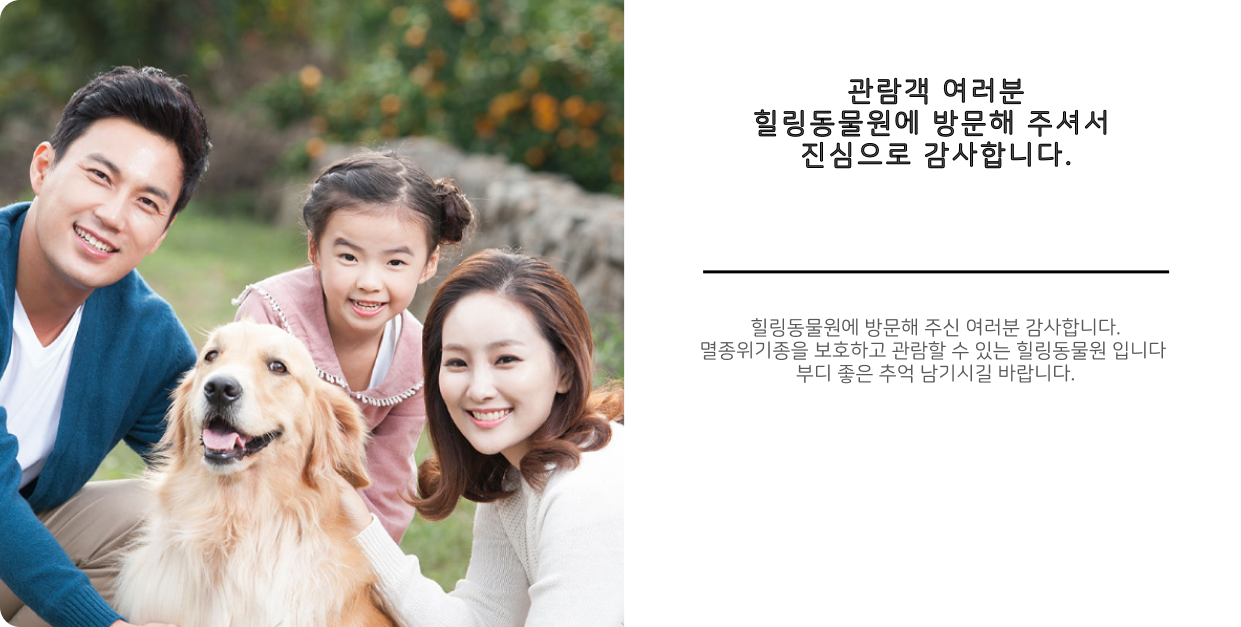 관람객 여러분
힐링동물원에 방문해 주셔서
진심으로 감사합니다.
힐링동물원에 방문해 주신 여러분 감사합니다.
멸종위기종을 보호하고 관람할 수 있는 힐링동물원 입니다
부디 좋은 추억 남기시길 바랍니다.